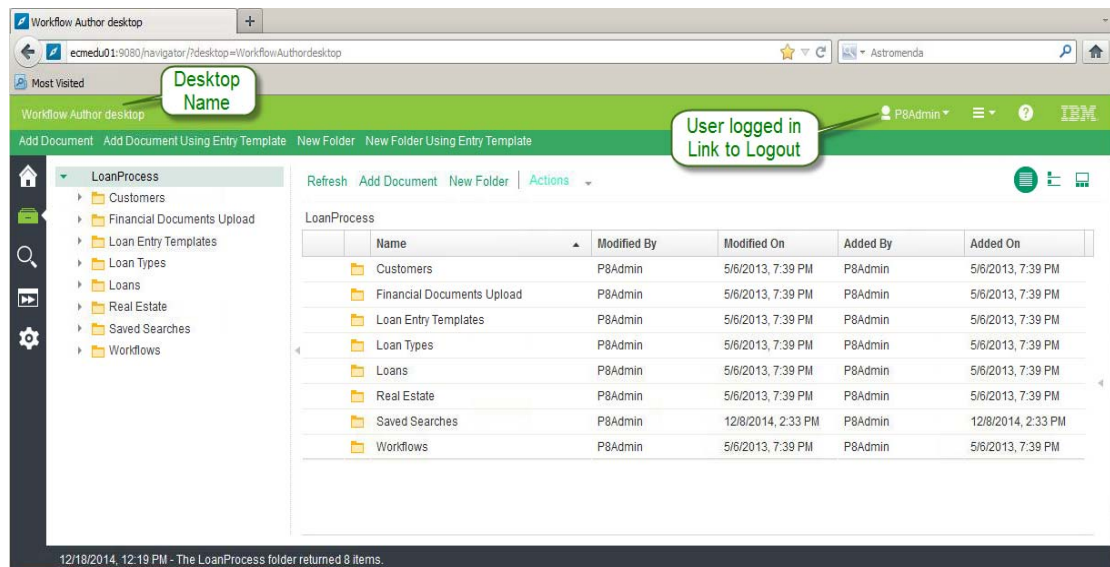 Workflow Author desktop
ecmedu01:9080/navigator/?desktop=WorkflowAuthordesktop
Astromenda
Most Visited
Desktop
Name
Workflow Author desktop
P8Admin
IBM
User logged in
Link to Logout
Add Document Add Document Using Entry Template New Folder New Folder Using Entry Template
LoanProcess
Customers
Financial Documents Upload
Loan Entry Templates
Loan Types
Loans
Real Estate
Saved Searches
Workflows
Refresh Add Document New Folder Actions
LoanProcess
Name Modified By Modified On Added By Added On
Customers P8Admin 5/6/2013, 7:39 PM P8Admin 5/6/2013, 7:39 PM
Financial Documents Upload P8Admin 5/6/2013, 7:39 PM P8Admin 5/6/2013, 7:39 PM
Loan Entry Templates P8Admin 5/6/2013, 7:39 PM P8Admin 5/6/2013, 7:39 PM
Loan Types P8Admin 5/6/2013, 7:39 PM P8Admin 5/6/2013, 7:39 PM
Loans P8Admin 5/6/2013, 7:39 PM P8Admin 5/6/2013, 7:39 PM
Real Estate P8Admin 5/6/2013, 7:39 PM P8Admin 5/6/2013, 7:39 PM
Saved Searches P8Admin 12/8/2014, 2:33 PM P8Admin 12/8/2014, 2:33 PM
Workflows P8Admin 5/6/2013, 7:39 PM P8Admin 5/6/2013, 7:39 PM
12/18/2014, 12:19 PM - The LoanProcess folder returned 8 items.